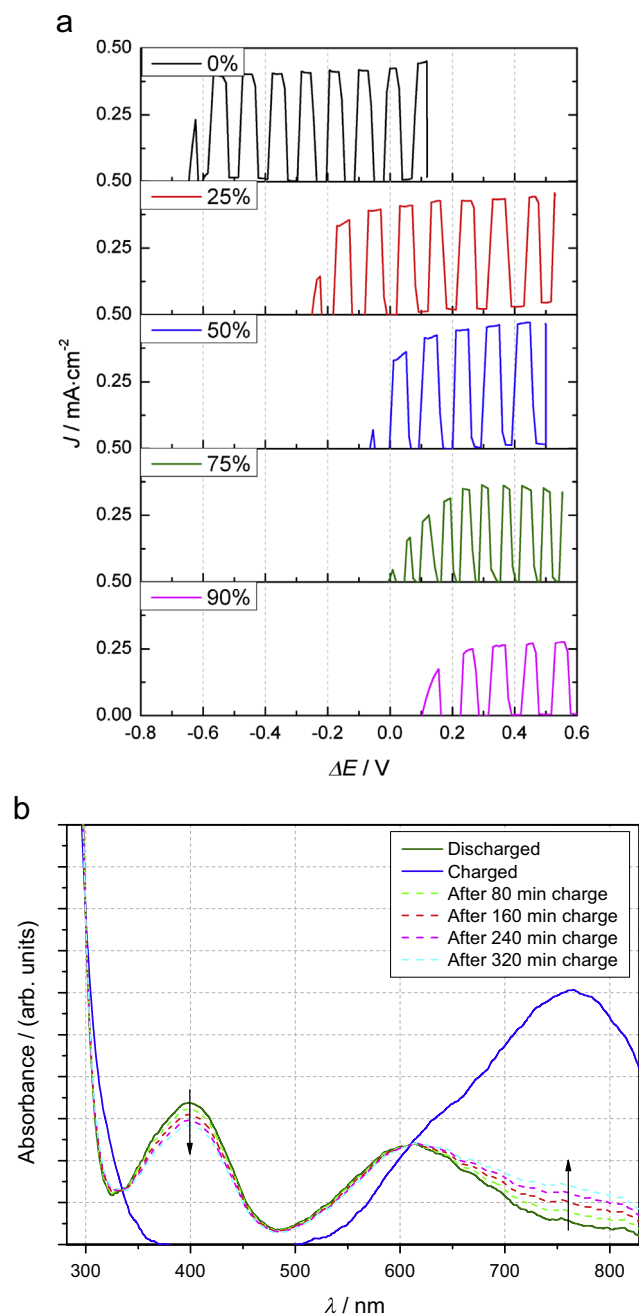 a
0.50
0%
0.25
0.50
25%
0.25
0.50
50%
0.25
0.50
75%
0.25
0.50
90%
0.25
0.00
J / mA·cm⁻²
-0.8 -0.6 -0.4 -0.2 0.0 0.2 0.4 0.6
ΔE / V
b
Discharged
Charged
After 80 min charge
After 160 min charge
After 240 min charge
After 320 min charge
Absorbance / (arb. units)
300 400 500 600 700 800
λ / nm